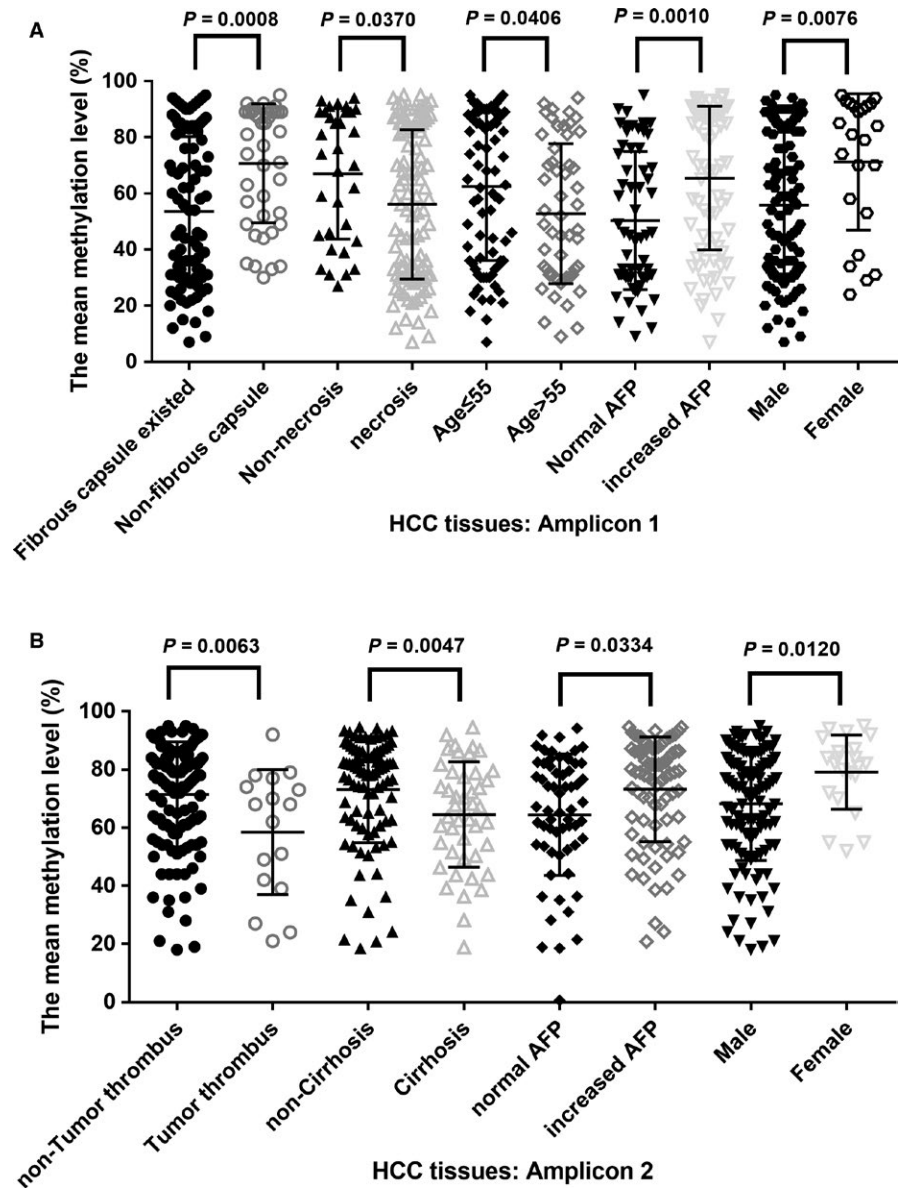 A
P = 0.0008 P = 0.0370 P = 0.0406 P = 0.0010 P = 0.0076
The mean methylation level (%)
100
80
60
40
20
0
Fibrous capsule existed
Non-fibrous capsule
Non-necrosis
necrosis
Age≤55
Age>55
Normal AFP
increased AFP
Male
Female
HCC tissues: Amplicon 1
B
P = 0.0063 P = 0.0047 P = 0.0334 P = 0.0120
The mean methylation level (%)
100
80
60
40
20
0
non-Tumor thrombus
Tumor thrombus
non-Cirrhosis
Cirrhosis
normal AFP
increased AFP
Male
Female
HCC tissues: Amplicon 2